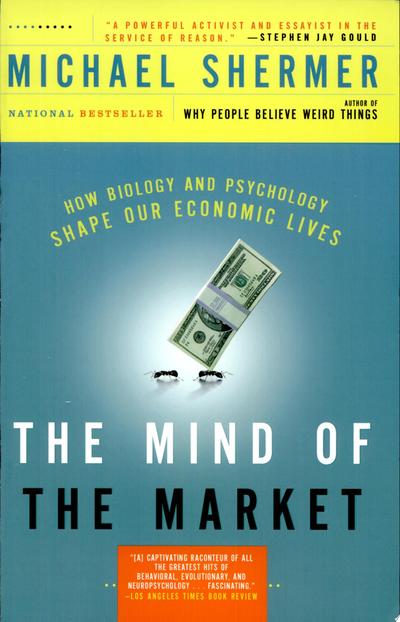 "A POWERFUL ACTIVIST AND ESSAYIST IN THE
SERVICE OF REASON." —STEPHEN JAY GOULD
MICHAEL SHERMER
NATIONAL BESTSELLER
AUTHOR OF
WHY PEOPLE BELIEVE WEIRD THINGS
HOW BIOLOGY AND PSYCHOLOGY
SHAPE OUR ECONOMIC LIVES
THE MIND OF
THE MARKET
"[A] CAPTIVATING RACONTEUR OF ALL
THE GREATEST HITS OF
BEHAVIORAL, EVOLUTIONARY, AND
NEUROPSYCHOLOGY . . . FASCINATING."
—LOS ANGELES TIMES BOOK REVIEW